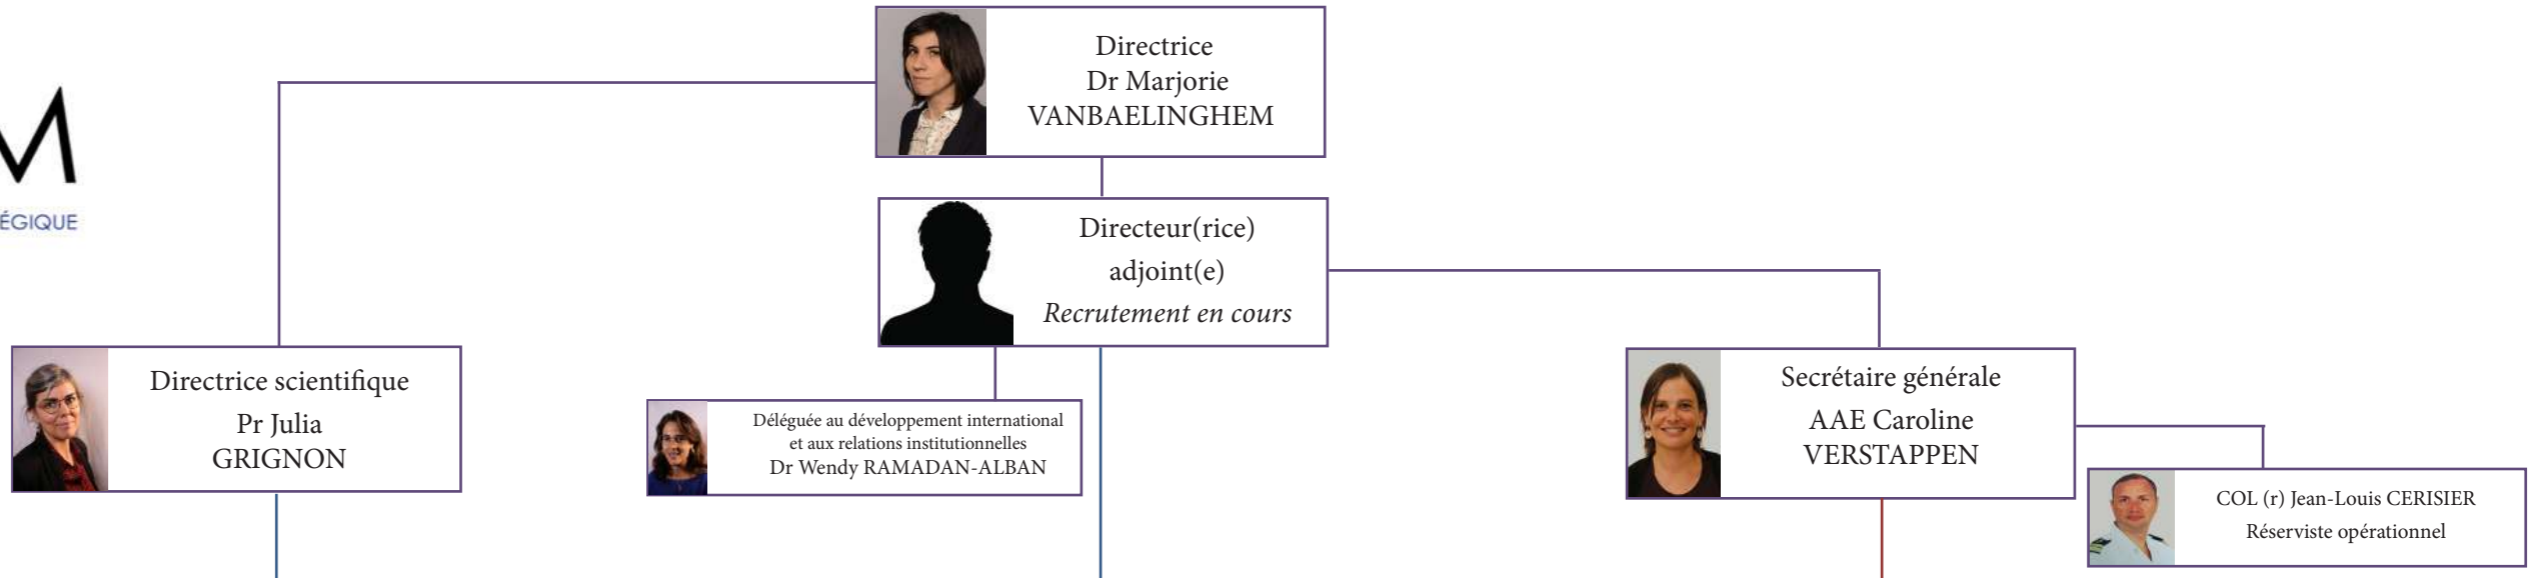 M
ÉGIQUE
Directrice
Dr Marjorie
VANBAELINGHEM
Directeur(rice)
adjoint(e)
Recrutement en cours
Directrice scientifique
Pr Julia
GRIGNON
Déléguée au développement international
et aux relations institutionnelles
Dr Wendy RAMADAN-ALBAN
Secrétaire générale
AAE Caroline
VERSTAPPEN
COL (r) Jean-Louis CERISIER
Réserviste opérationnel